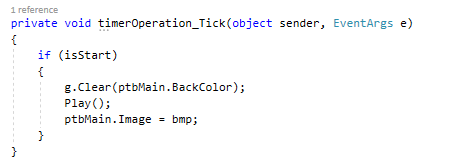 1 reference
private void timerOperation_Tick(object sender, EventArgs e)
{
    if (isStart)
    {
        g.Clear(ptbMain.BackColor);
        Play();
        ptbMain.Image = bmp;
    }
}